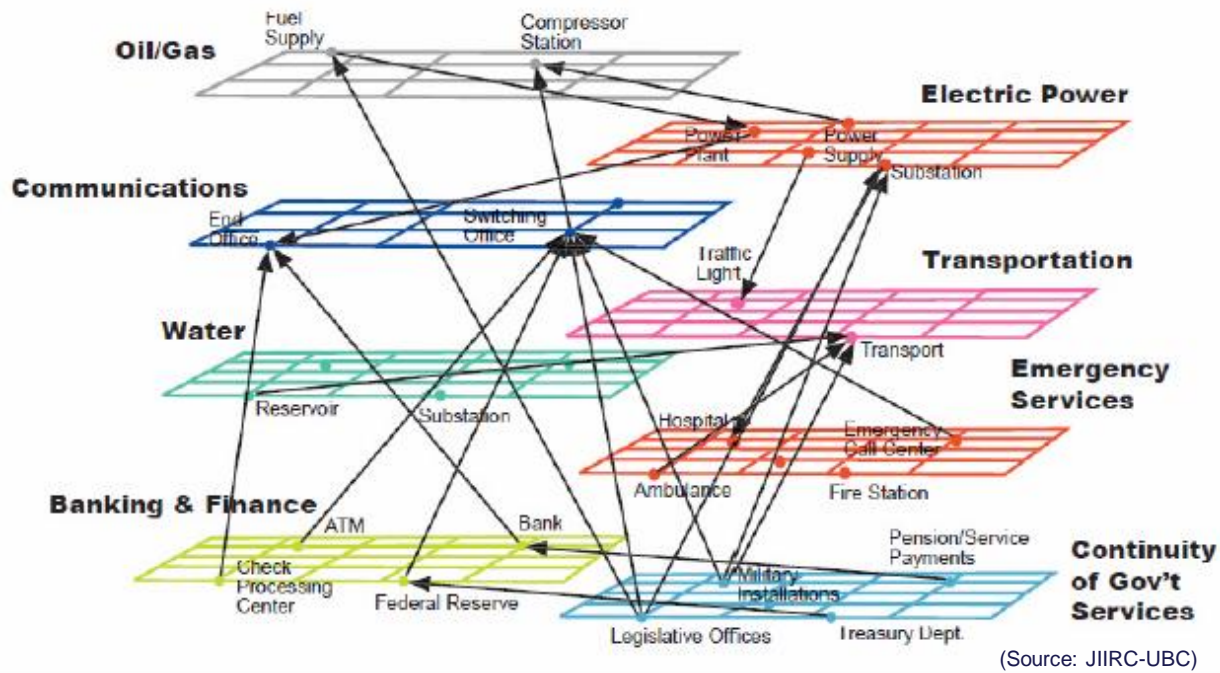 Fuel
Supply
Compressor
Station
Oil/Gas
Electric Power
Power
Plant
Power
Supply
Substation
Communications
End
Office
Switching
Office
Traffic
Light
Transportation
Water
Transport
Reservoir
Substation
Emergency
Services
Hospital
Emergency
Call Center
Ambulance
Fire Station
Banking & Finance
ATM
Bank
Pension/Service
Payments
Continuity
of Gov't
Services
Check
Processing
Center
Federal Reserve
Military
Installations
Legislative Offices
Treasury Dept.
(Source: JIIRC-UBC)